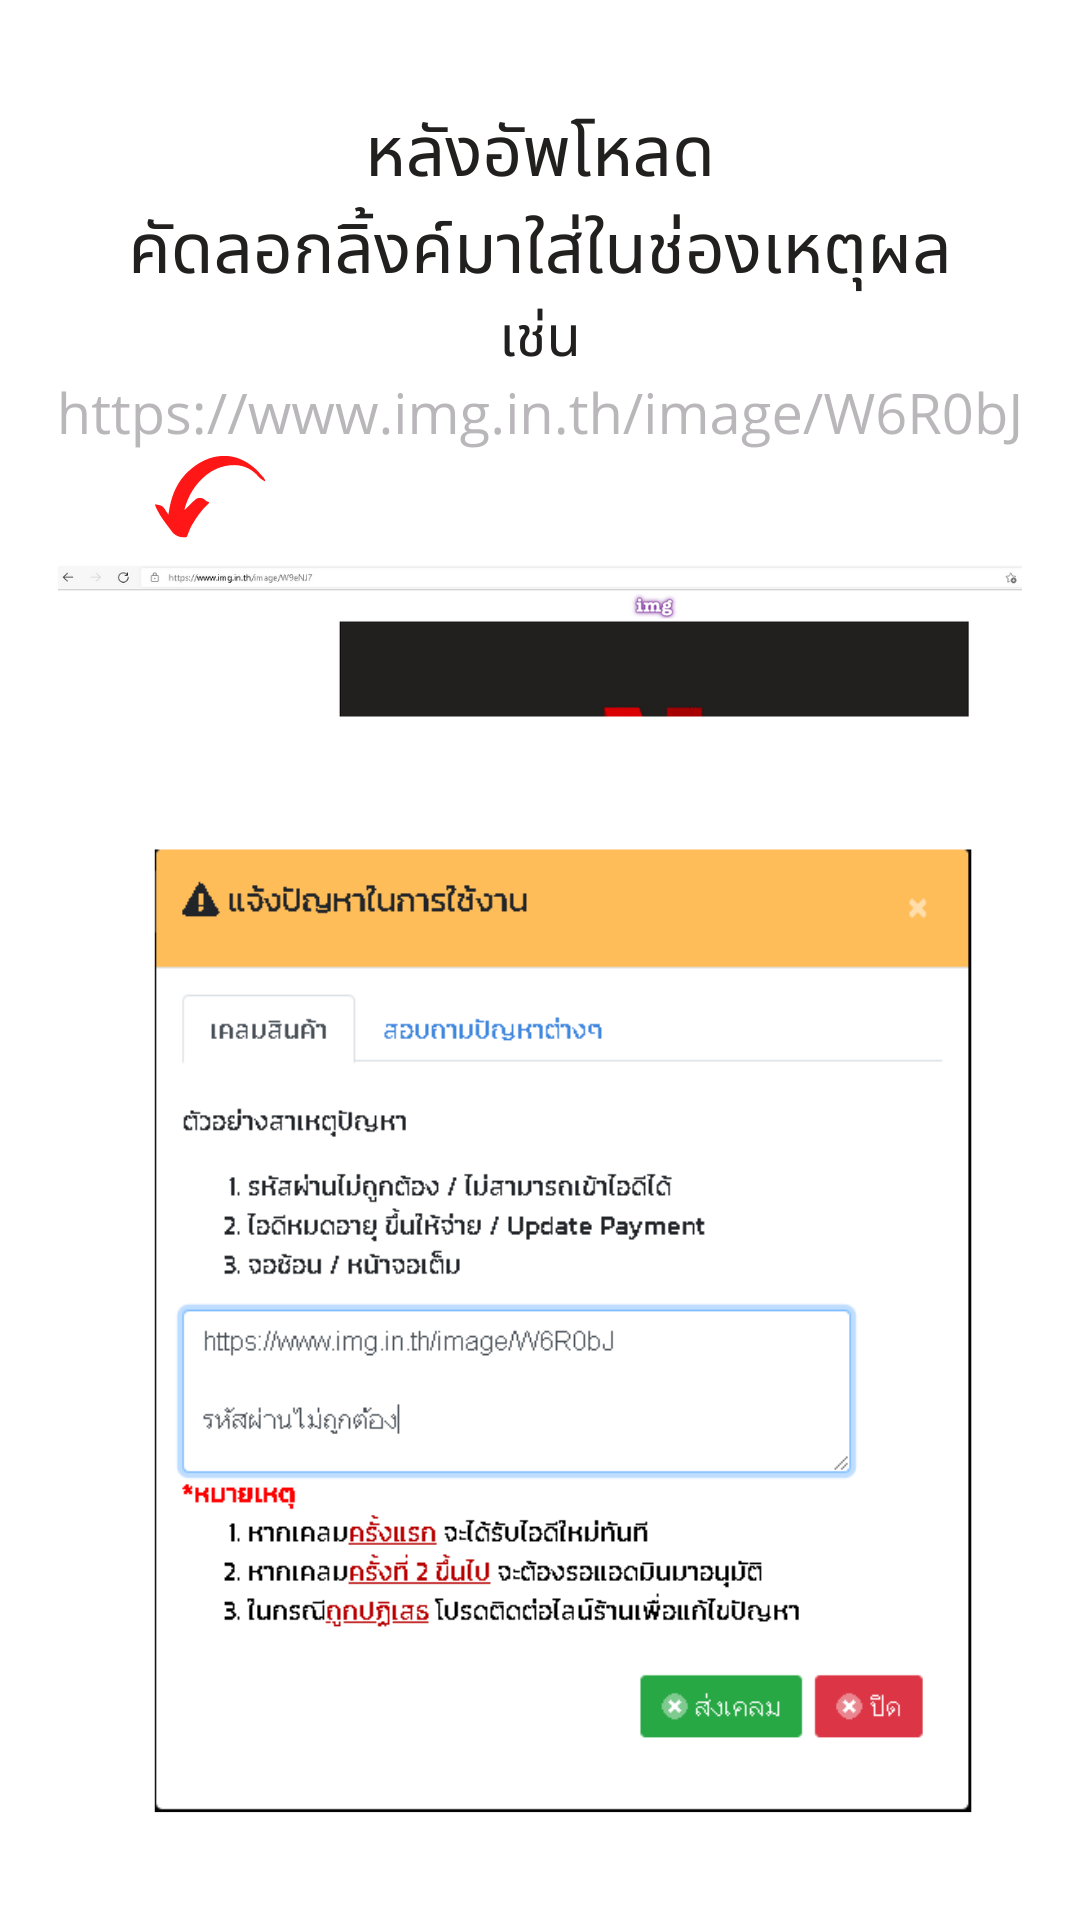 หลังอัพโหลด
คัดลอกลิ้งค์มาใส่ในช่องเหตุผล
เช่น
https://www.img.in.th/image/W6R0bJ
https://www.img.in.th/image/W9eNJ7
img
แจ้งปัญหาในการใช้งาน
เคลมสินค้า
สอบถามปัญหาต่างๆ
ตัวอย่างสาเหตุปัญหา
1. รหัสผ่านไม่ถูกต้อง / ไม่สามารถเข้าไอดีได้
2. ไอดีหมดอายุ ขึ้นให้จ่าย / Update Payment
3. จอซ้อน / หน้าจอเต็ม
https://www.img.in.th/image/W6R0bJ
รหัสผ่านไม่ถูกต้อง
*หมายเหตุ
1. หากเคลมครั้งแรก จะได้รับไอดีใหม่ทันที
2. หากเคลมครั้งที่ 2 ขึ้นไป จะต้องรอแอดมินมาอนุมัติ
3. ในกรณีถูกปฏิเสธ โปรดติดต่อไลน์ร้านเพื่อแก้ไขปัญหา
ส่งเคลม
ปิด